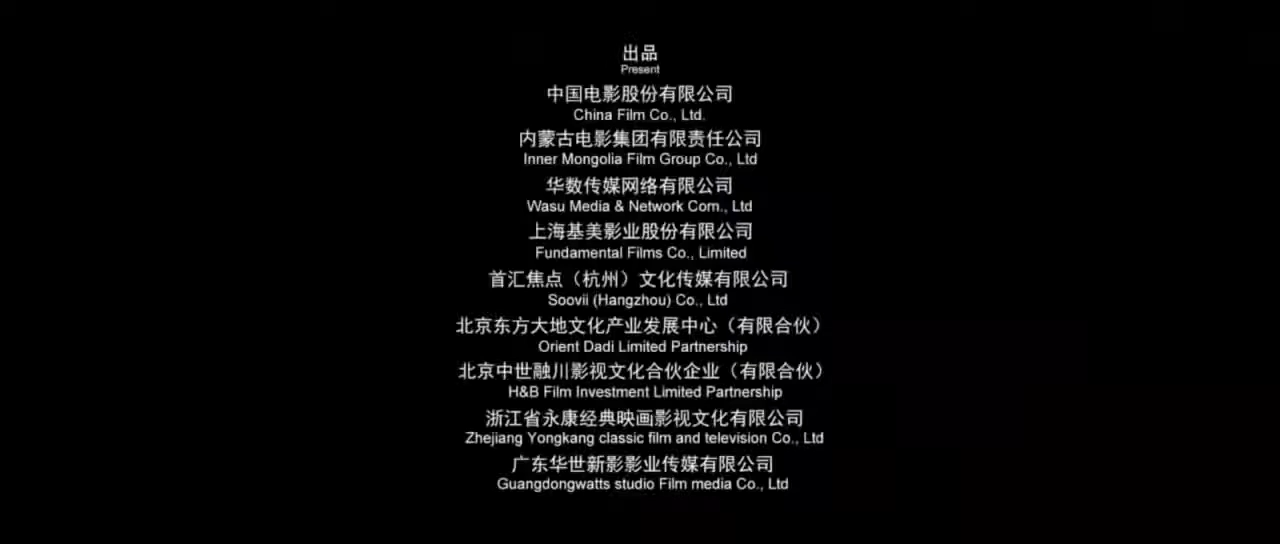 出品
Present
中国电影股份有限公司
China Film Co., Ltd.
内蒙古电影集团有限责任公司
Inner Mongolia Film Group Co., Ltd
华数传媒网络有限公司
Wasu Media & Network Com., Ltd
上海基美影业股份有限公司
Fundamental Films Co., Limited
首汇焦点（杭州）文化传媒有限公司
Soovii (Hangzhou) Co., Ltd
北京东方大地文化产业发展中心（有限合伙）
Orient Dadi Limited Partnership
北京中世融川影视文化合伙企业（有限合伙）
H&B Film Investment Limited Partnership
浙江省永康经典映画影视文化有限公司
Zhejiang Yongkang classic film and television Co., Ltd
广东华世新影影业传媒有限公司
Guangdongwatts studio Film media Co., Ltd